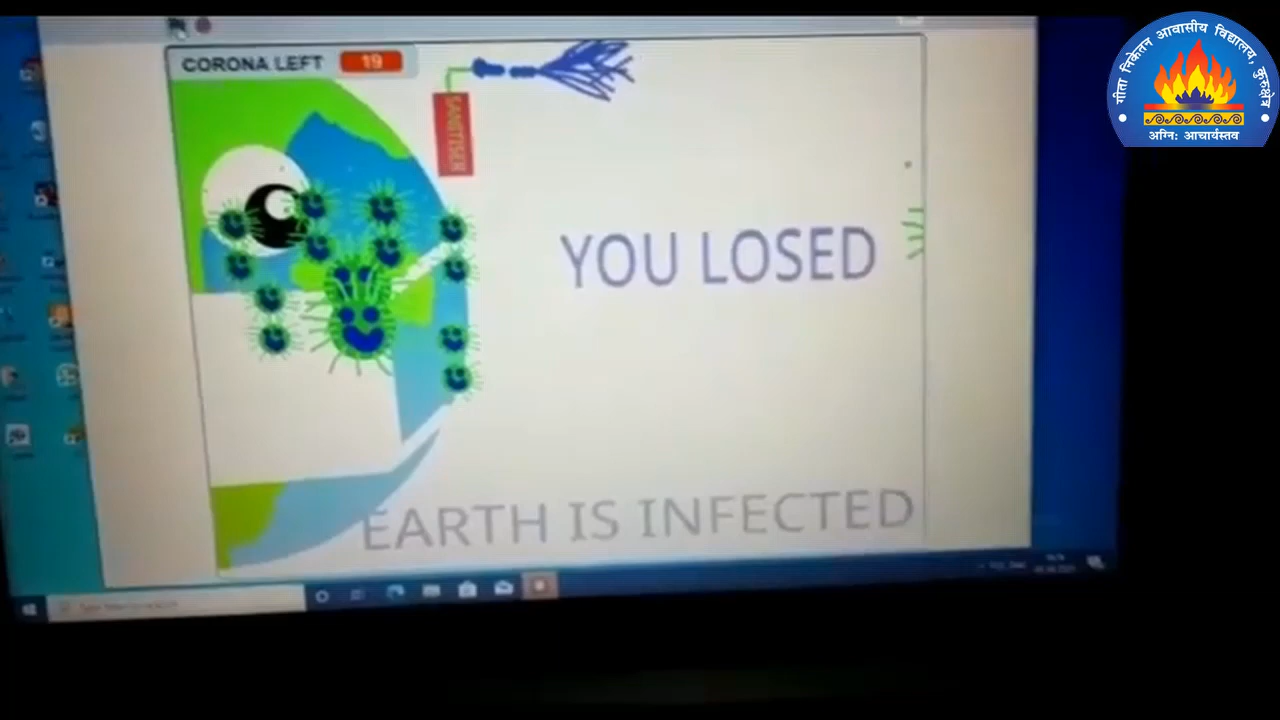 CORONA LEFT 19
SANITISER
YOU LOSED
EARTH IS INFECTED
गीता निकेतन आवासीय विद्यालय, कुरुक्षेत्र
अग्निः आचार्यस्तव